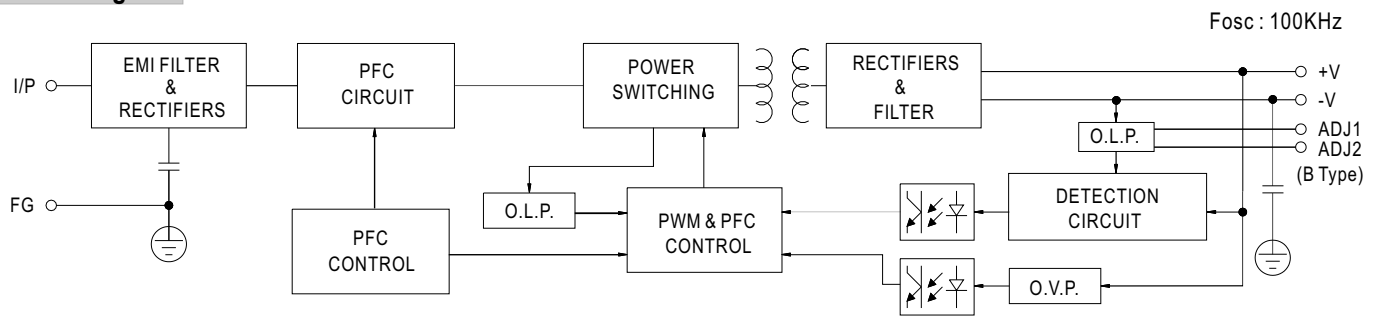 Fosc : 100KHz
I/P
EMI FILTER
&
RECTIFIERS
PFC
CIRCUIT
POWER
SWITCHING
RECTIFIERS
&
FILTER
+V
-V
O.L.P.
ADJ1
ADJ2
(B Type)
FG
PFC
CONTROL
O.L.P.
PWM & PFC
CONTROL
DETECTION
CIRCUIT
O.V.P.